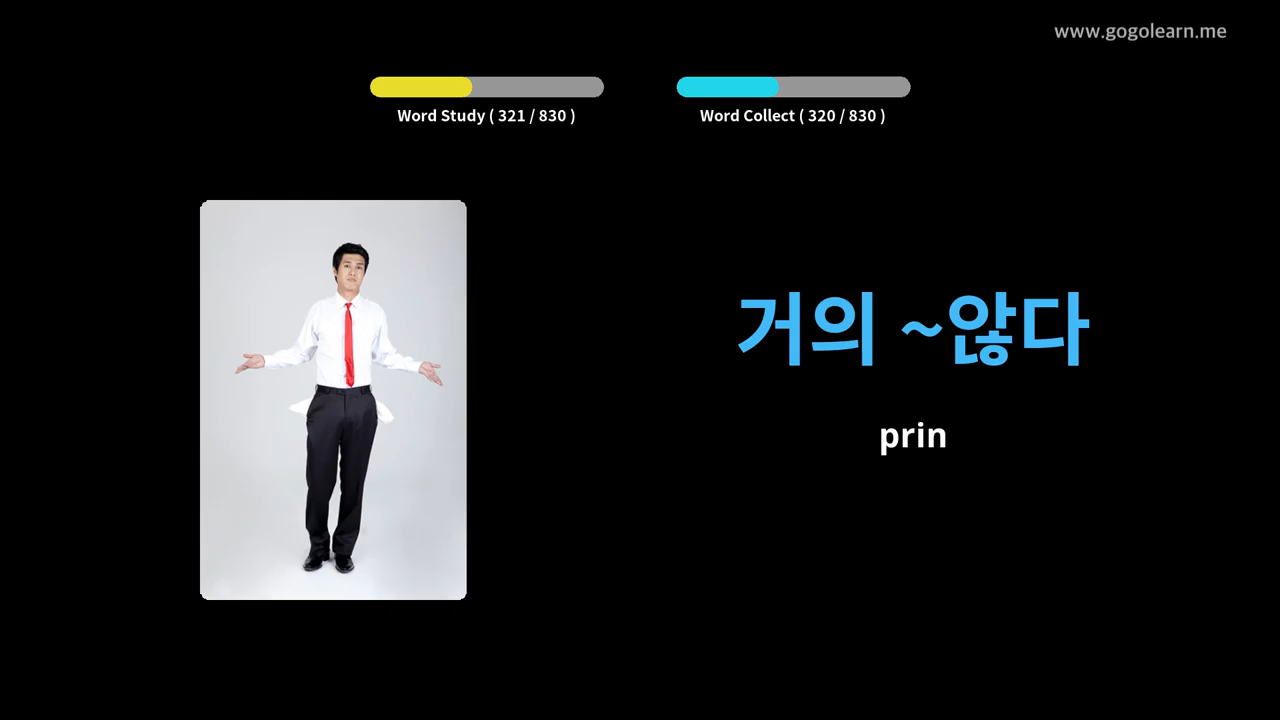 www.gogolearn.me
Word Study ( 321 / 830 )
Word Collect ( 320 / 830 )
거의 ~않다
prin